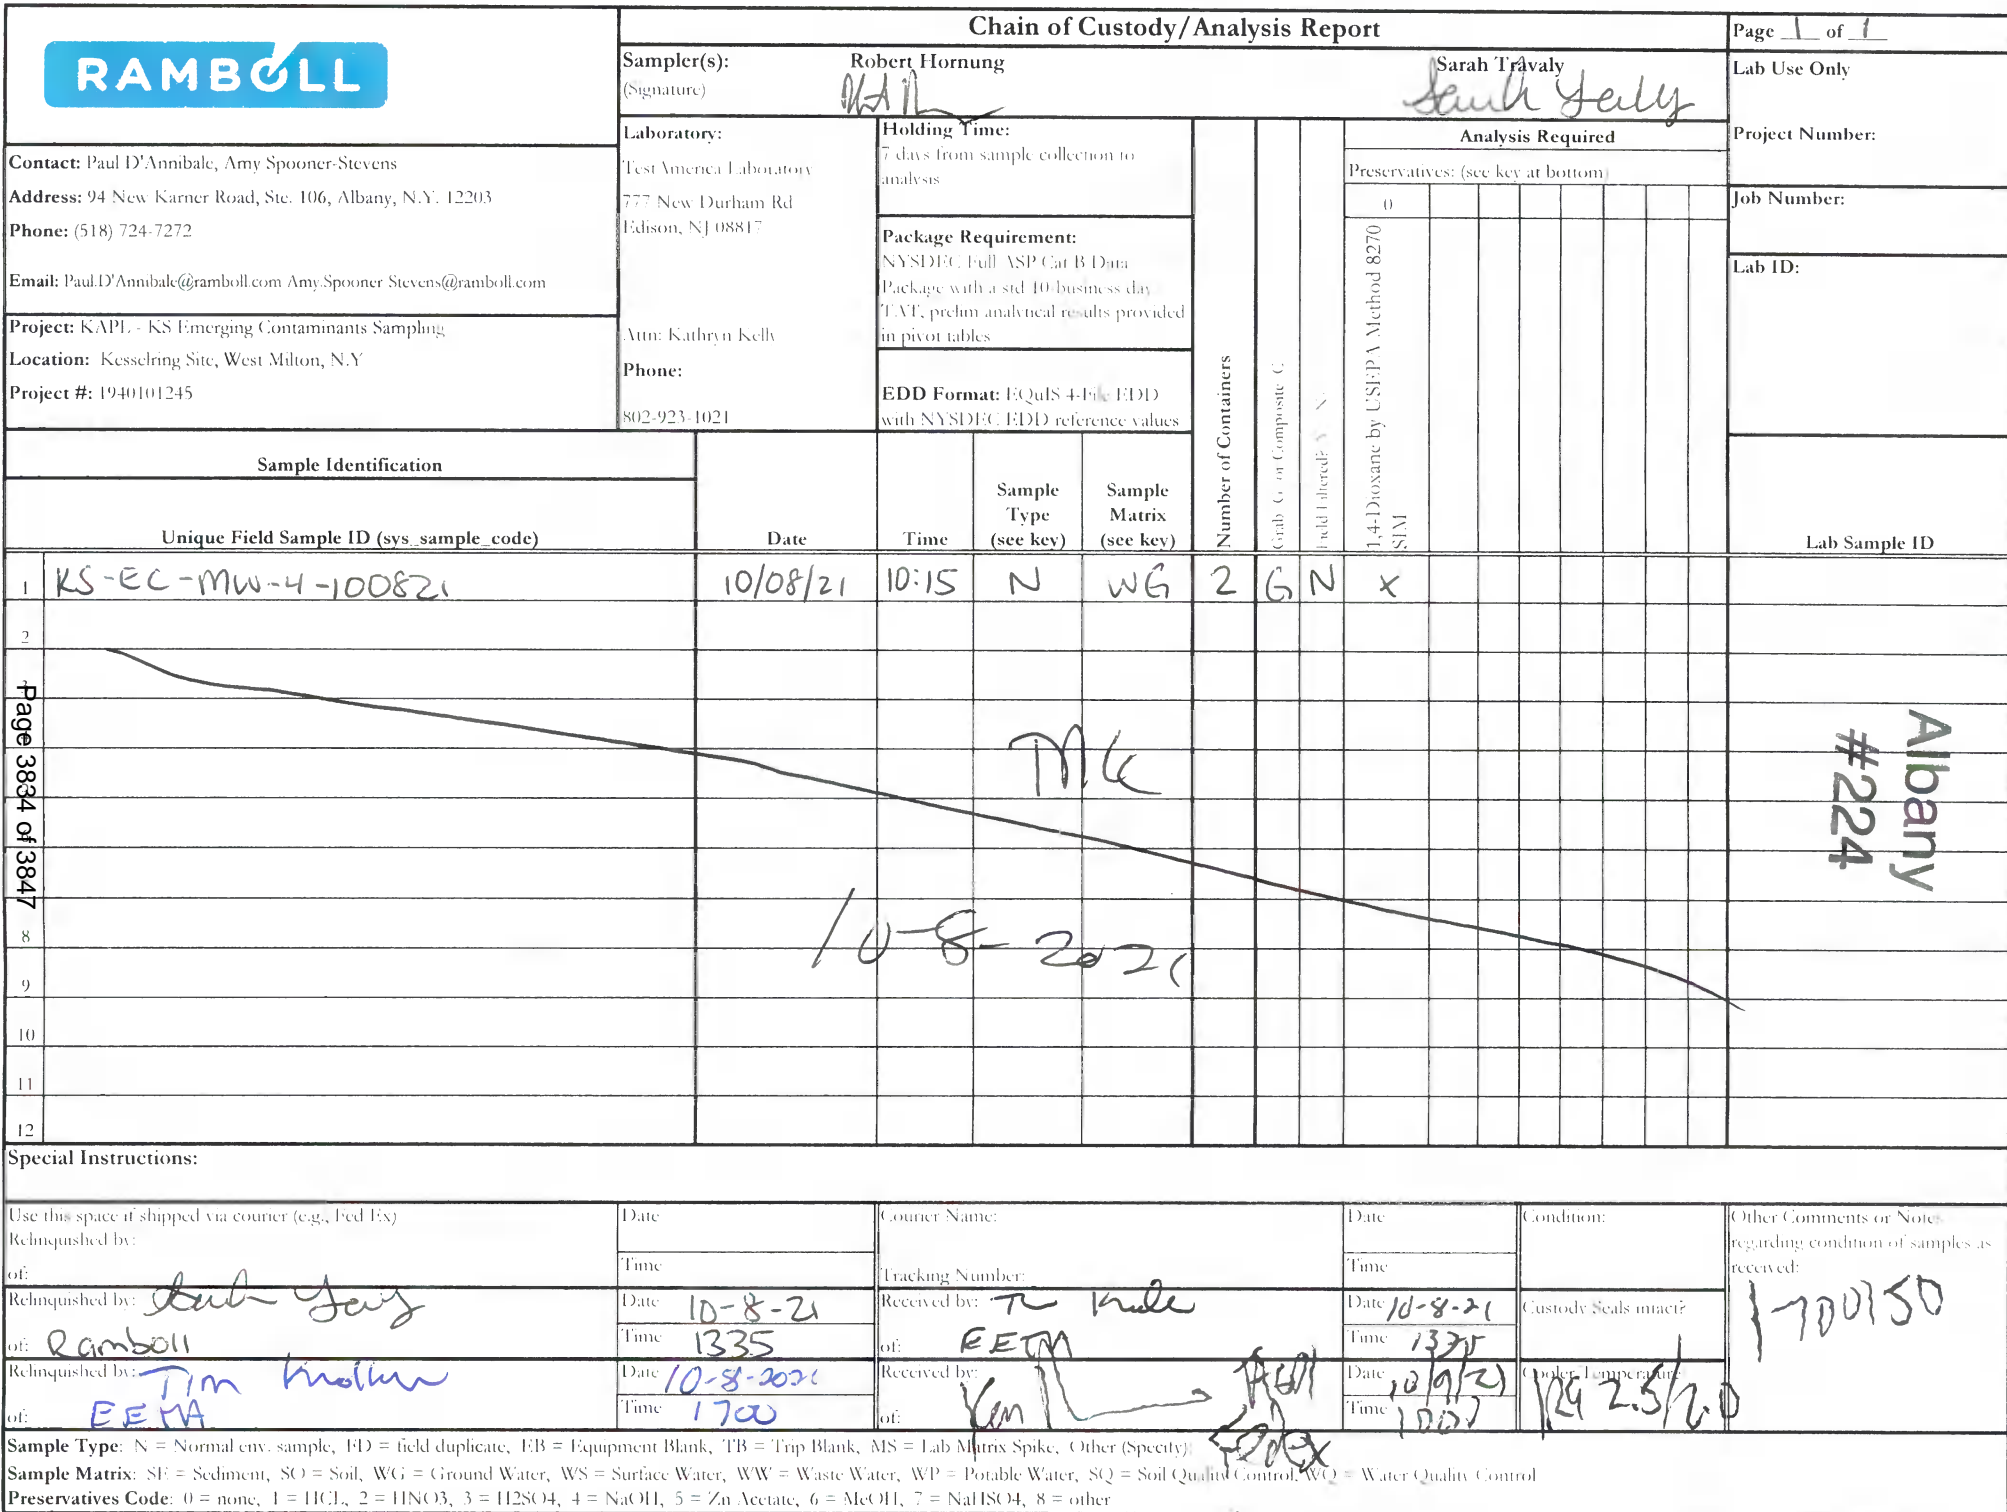 RAMBOLL
Chain of Custody/Analysis Report
Page 1 of 1
Sampler(s):
(Signature)
Robert Hornung
Sarah Travaly
Lab Use Only
Contact: Paul D'Annibale, Amy Spooner-Stevens
Address: 94 New Karner Road, Ste. 106, Albany, N.Y. 12203
Phone: (518) 724-7272
Email: Paul.D'Annibale@ramboll.com Amy.Spooner Stevens@ramboll.com
Project: KAPL - KS Emerging Contaminants Sampling
Location: Kesselring Site, West Milton, N.Y
Project #: 1940101245
Laboratory:
Test America Laboratory
777 New Durham Rd
Edison, NJ 08817
Attn: Kathryn Kelly
Phone:
802-923-1021
Holding Time:
7 days from sample collection to
analysis
Package Requirement:
NYSDEC Full ASP Cat B Data
Package with a std 10-business day
TAT, prelim analytical results provided
in pivot tables
EDD Format: EQuIS 4-File EDD
with NYSDEC EDD reference values
Number of Containers
Grab G or Composite C
Field Filtered?
Analysis Required
Preservatives: (see key at bottom)
0
1,4-Dioxane by USEPA Method 8270
SIM
Project Number:
Job Number:
Lab ID:
Sample Identification
Unique Field Sample ID (sys_sample_code)
Date
Time
Sample
Type
(see key)
Sample
Matrix
(see key)
Lab Sample ID
1 KS-EC-MW-4-100821 10/08/21 10:15 N WG 2 G N X
2
8
9
10
11
12
TMK
10-8-2021
Page 3834 of 3847
Albany
#224
Special Instructions:
Use this space if shipped via courier (e.g., Fed Ex)
Relinquished by:
of:
Date
Time
Courier Name:
Tracking Number:
Date
Time
Condition:
Other Comments or Notes
regarding condition of samples as
received:
Relinquished by:
of: Ramboll
Date 10-8-21
Time 1335
Received by:
of: EETA
Date 10-8-21
Time 1335
Custody Seals intact?
Relinquished by: Tim
of: EETA
Date 10-8-2021
Time 1700
Received by:
of:
Date 10/9/21
Time
Cooler Temperature
2.5/2.0
Fedex
Sample Type: N = Normal env. sample, FD = field duplicate, EB = Equipment Blank, TB = Trip Blank, MS = Lab Matrix Spike, Other (Specify)
Sample Matrix: SE = Sediment, SO = Soil, WG = Ground Water, WS = Surface Water, WW = Waste Water, WP = Potable Water, SQ = Soil Quality Control, WQ = Water Quality Control
Preservatives Code: 0 = none, 1 = HCL, 2 = HNO3, 3 = H2SO4, 4 = NaOH, 5 = Zn Acetate, 6 = MeOH, 7 = NaHSO4, 8 = other